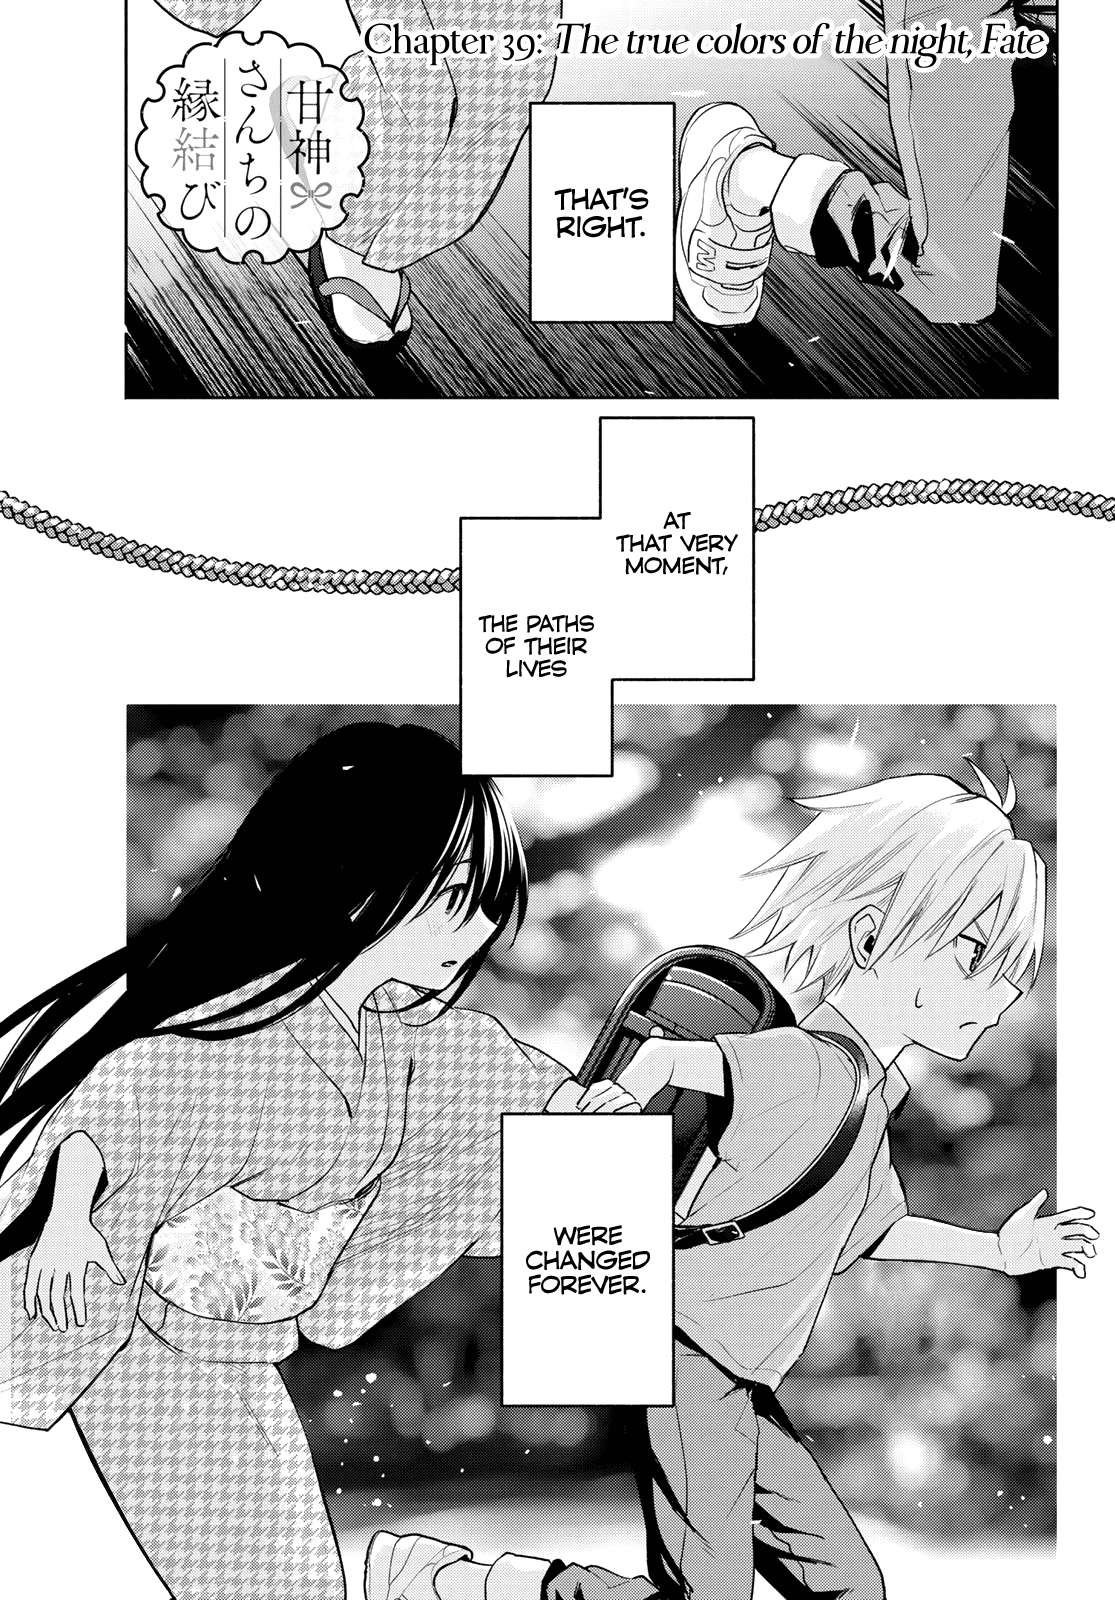 Chapter 39: The true colors of the night, Fate
甘神
さんちの
縁結び
THAT'S
RIGHT.
AT
THAT VERY
MOMENT,
THE PATHS
OF THEIR
LIVES
WERE
CHANGED
FOREVER.